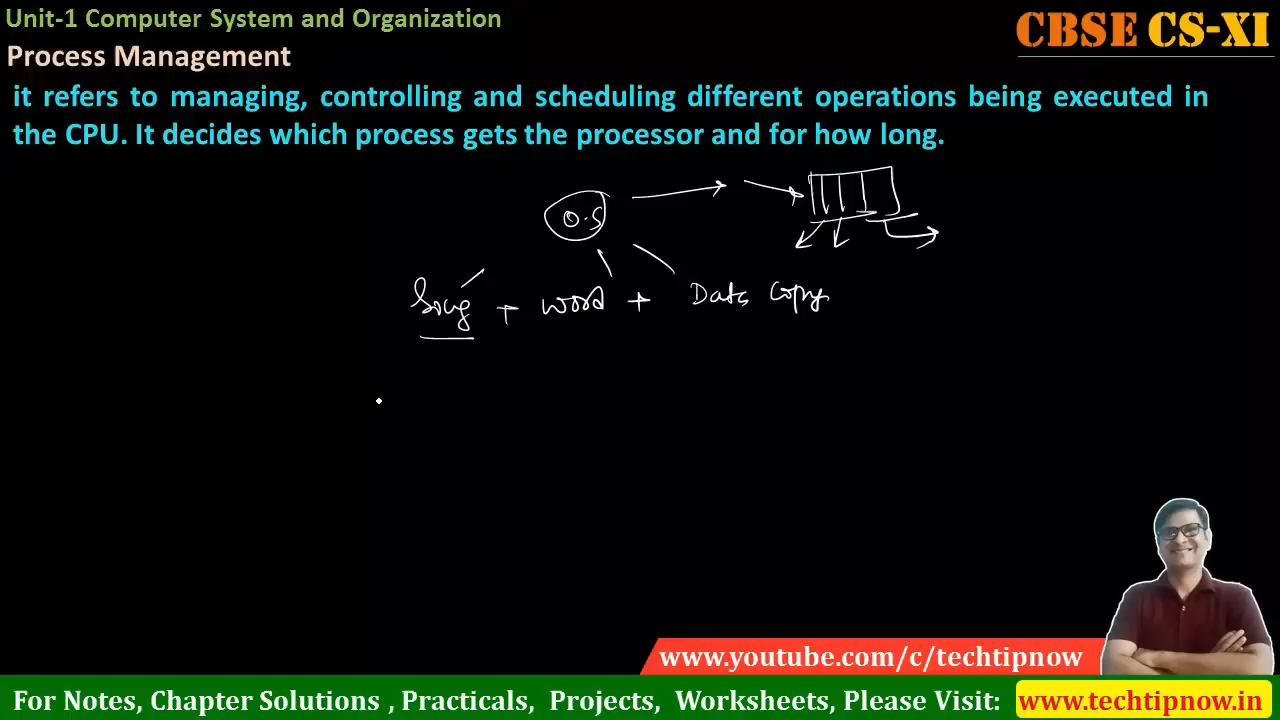 Unit-1 Computer System and Organization
CBSE CS-XI
Process Management
it refers to managing, controlling and scheduling different operations being executed in
the CPU. It decides which process gets the processor and for how long.
O.S
Song + word + Data Copy
www.youtube.com/c/techtipnow
For Notes, Chapter Solutions , Practicals, Projects, Worksheets, Please Visit: www.techtipnow.in